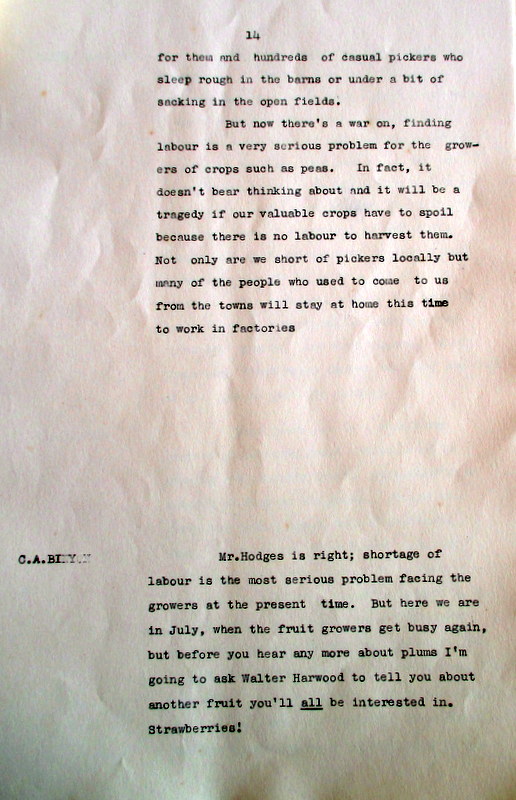 14
for them and hundreds of casual pickers who
sleep rough in the barns or under a bit of
sacking in the open fields.
But now there's a war on, finding
labour is a very serious problem for the grow-
ers of crops such as peas. In fact, it
doesn't bear thinking about and it will be a
tragedy if our valuable crops have to spoil
because there is no labour to harvest them.
Not only are we short of pickers locally but
many of the people who used to come to us
from the towns will stay at home this time
to work in factories
C.A.BINYON Mr.Hodges is right; shortage of
labour is the most serious problem facing the
growers at the present time. But here we are
in July, when the fruit growers get busy again,
but before you hear any more about plums I'm
going to ask Walter Harwood to tell you about
another fruit you'll all be interested in.
Strawberries!